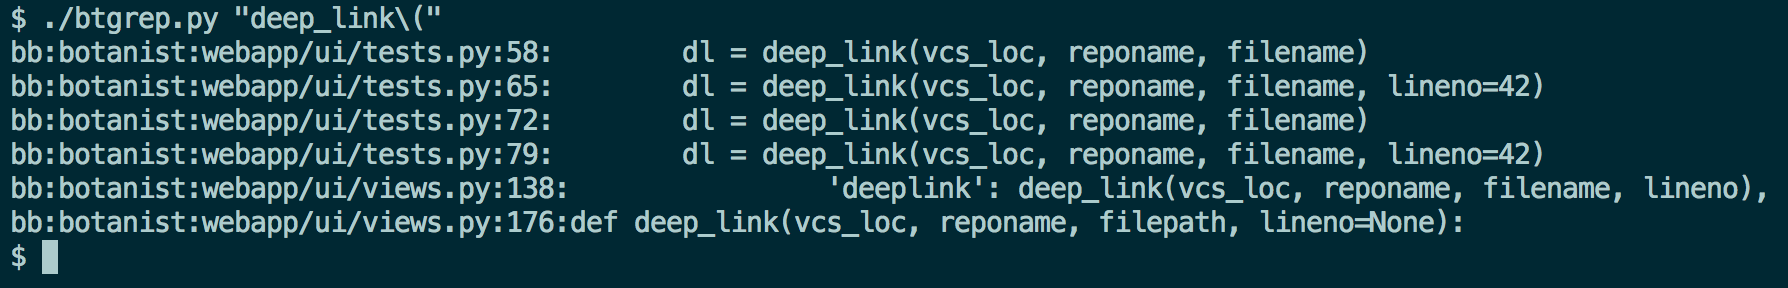 $ ./btgrep.py "deep_link\("
bb:botanist:webapp/ui/tests.py:58:        dl = deep_link(vcs_loc, reponame, filename)
bb:botanist:webapp/ui/tests.py:65:        dl = deep_link(vcs_loc, reponame, filename, lineno=42)
bb:botanist:webapp/ui/tests.py:72:        dl = deep_link(vcs_loc, reponame, filename)
bb:botanist:webapp/ui/tests.py:79:        dl = deep_link(vcs_loc, reponame, filename, lineno=42)
bb:botanist:webapp/ui/views.py:138:                'deeplink': deep_link(vcs_loc, reponame, filename, lineno),
bb:botanist:webapp/ui/views.py:176:def deep_link(vcs_loc, reponame, filepath, lineno=None):
$